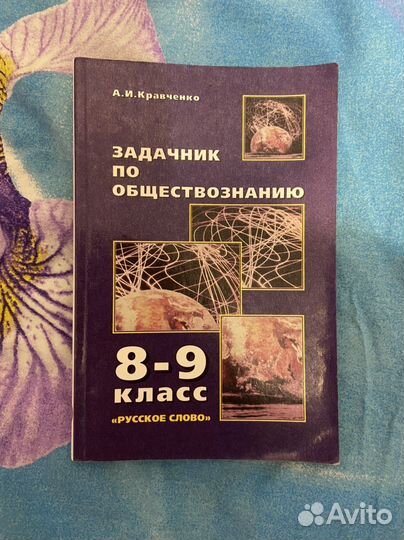 А.И.Кравченко
ЗАДАЧНИК
ПО
ОБЩЕСТВОЗНАНИЮ
8-9
КЛАСС
«РУССКОЕ СЛОВО»
Avito